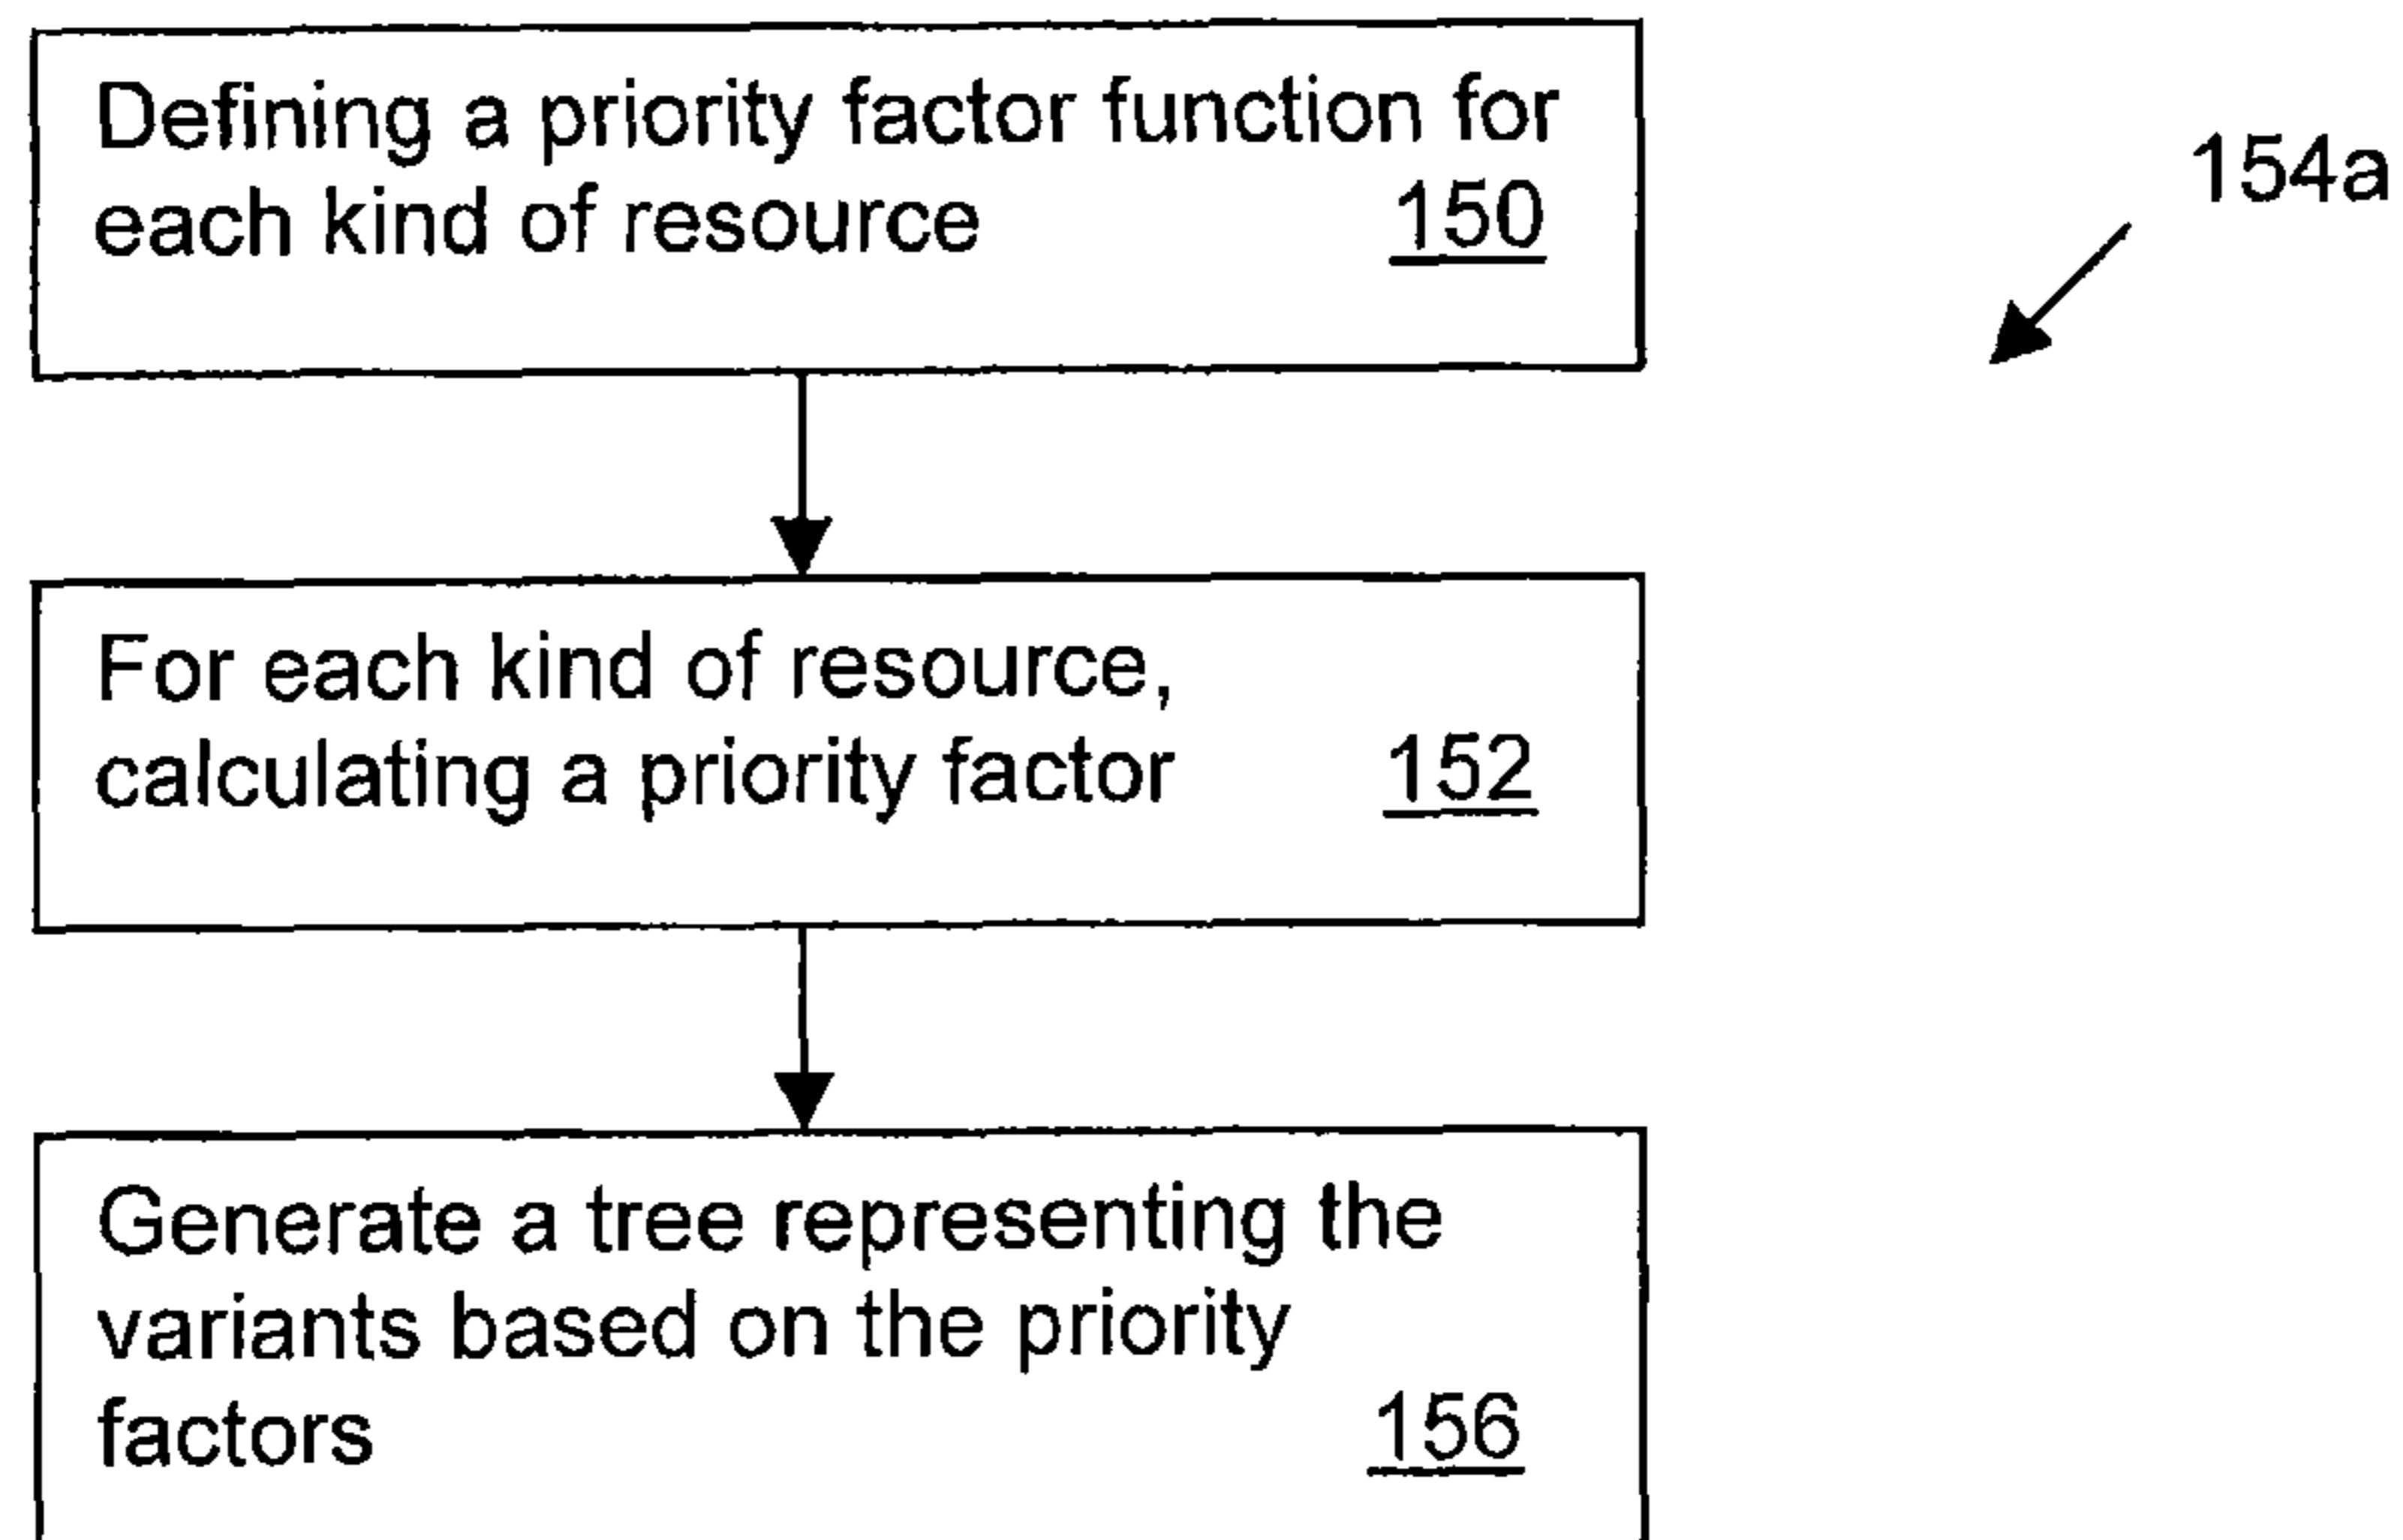 Defining a priority factor function for
each kind of resource 150
154a
For each kind of resource,
calculating a priority factor 152
Generate a tree representing the
variants based on the priority
factors 156